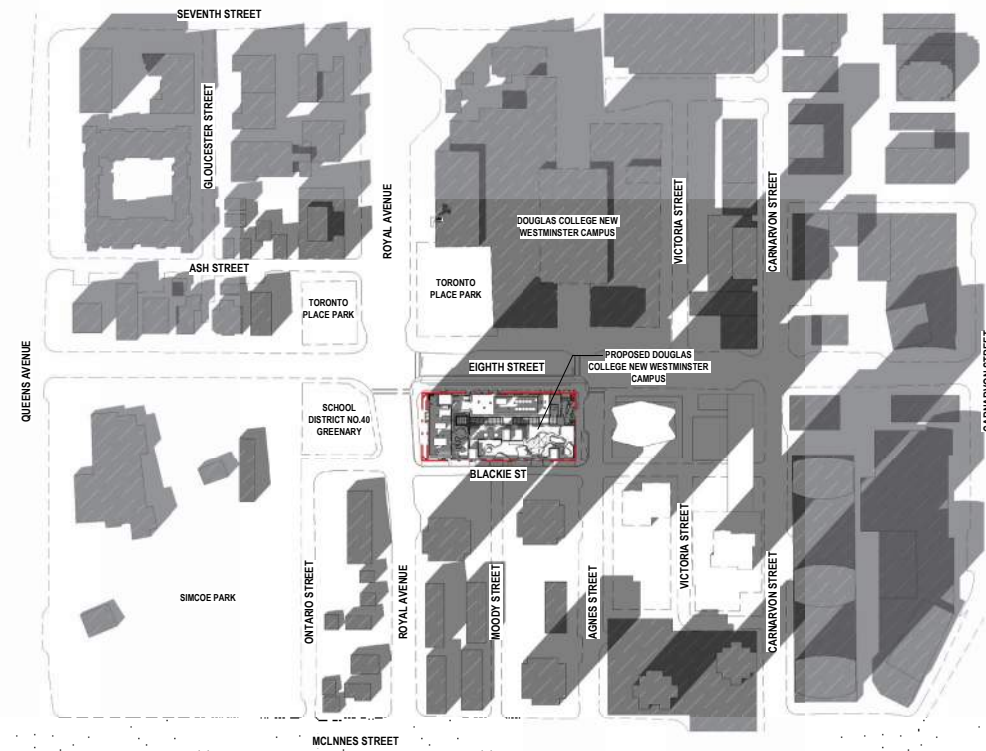 SEVENTH STREET
GLOUCESTER STREET
ROYAL AVENUE
DOUGLAS COLLEGE NEW
WESTMINSTER CAMPUS
VICTORIA STREET
CARNARVON STREET
ASH STREET
TORONTO
PLACE PARK
TORONTO
PLACE PARK
QUEENS AVENUE
EIGHTH STREET
PROPOSED DOUGLAS
COLLEGE NEW WESTMINSTER
CAMPUS
CARNARVON STREET
SCHOOL
DISTRICT NO.40
GREENARY
BLACKIE ST
SIMCOE PARK
ONTARIO STREET
ROYAL AVENUE
MOODY STREET
AGNES STREET
VICTORIA STREET
CARNARVON STREET
MCLNNES STREET